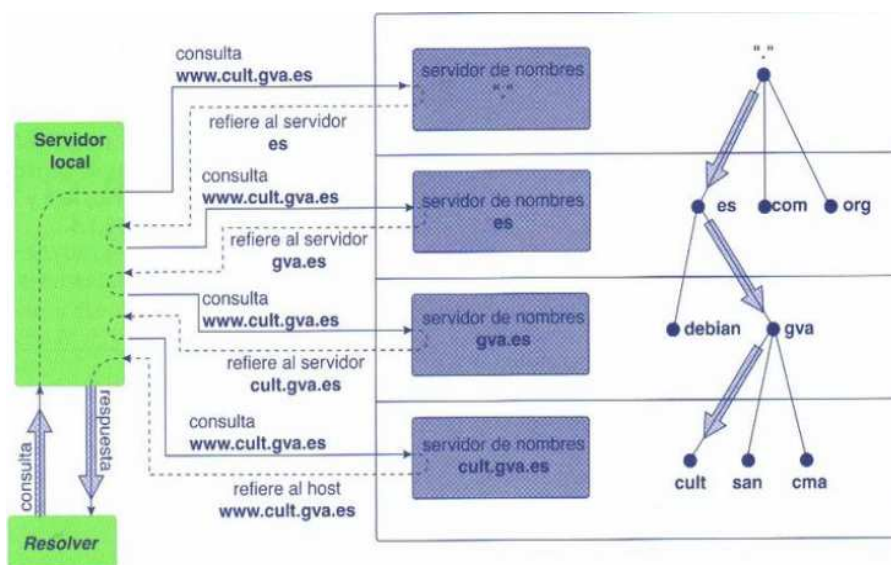 consulta
www.cult.gva.es
servidor de nombres
"."
"."
refiere al servidor
es
Servidor
local
consulta
www.cult.gva.es
servidor de nombres
es
es
com
org
refiere al servidor
gva.es
consulta
www.cult.gva.es
servidor de nombres
gva.es
debian
gva
refiere al servidor
cult.gva.es
consulta
www.cult.gva.es
servidor de nombres
cult.gva.es
cult
san
cma
refiere al host
www.cult.gva.es
consulta
respuesta
Resolver